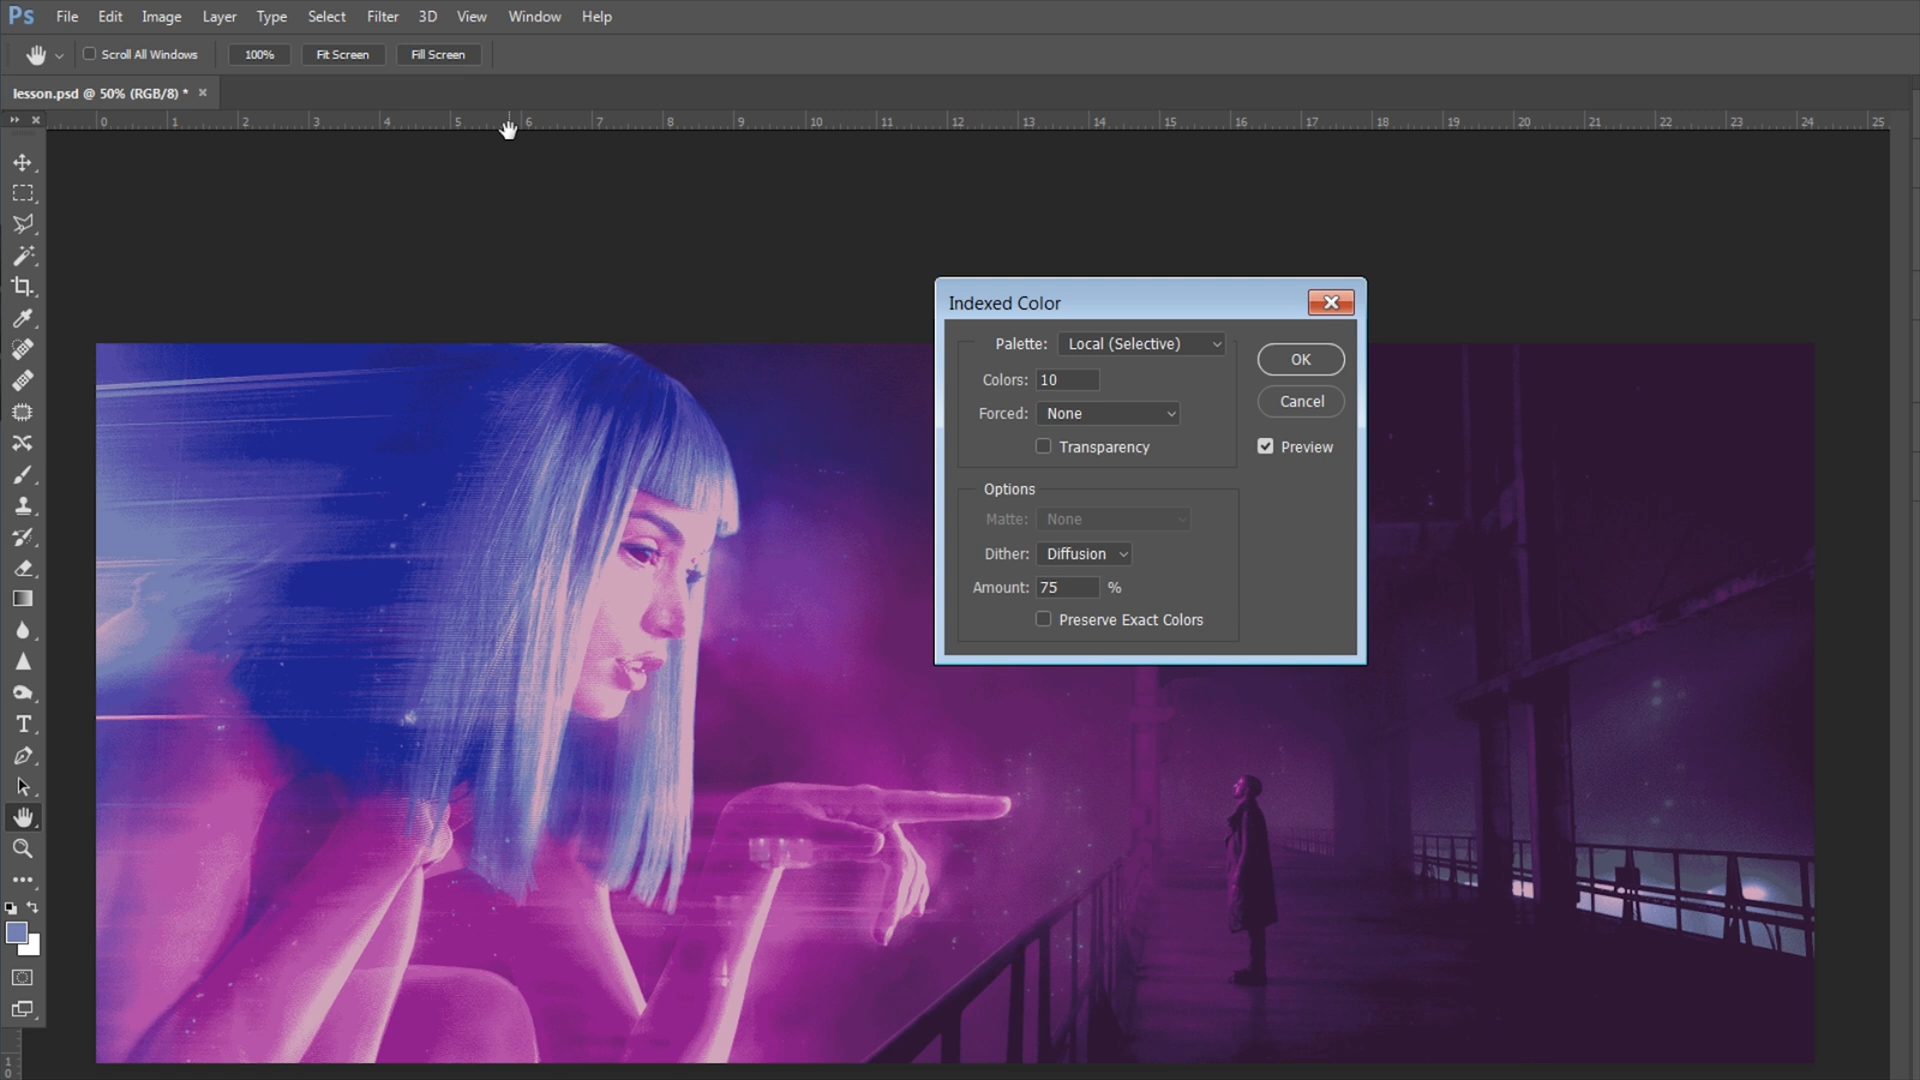 Ps File Edit Image Layer Type Select Filter 3D View Window Help
Scroll All Windows 100% Fit Screen Fill Screen
lesson.psd @ 50% (RGB/8) * ×
0 1 2 3 4 5 6 7 8 9 10 11 12 13 14 15 16 17 18 19 20 21 22 23 24 25
Indexed Color
Palette: Local (Selective)
OK
Colors: 10
Cancel
Forced: None
Transparency
Preview
Options
Matte: None
Dither: Diffusion
Amount: 75 %
Preserve Exact Colors
T
1
0